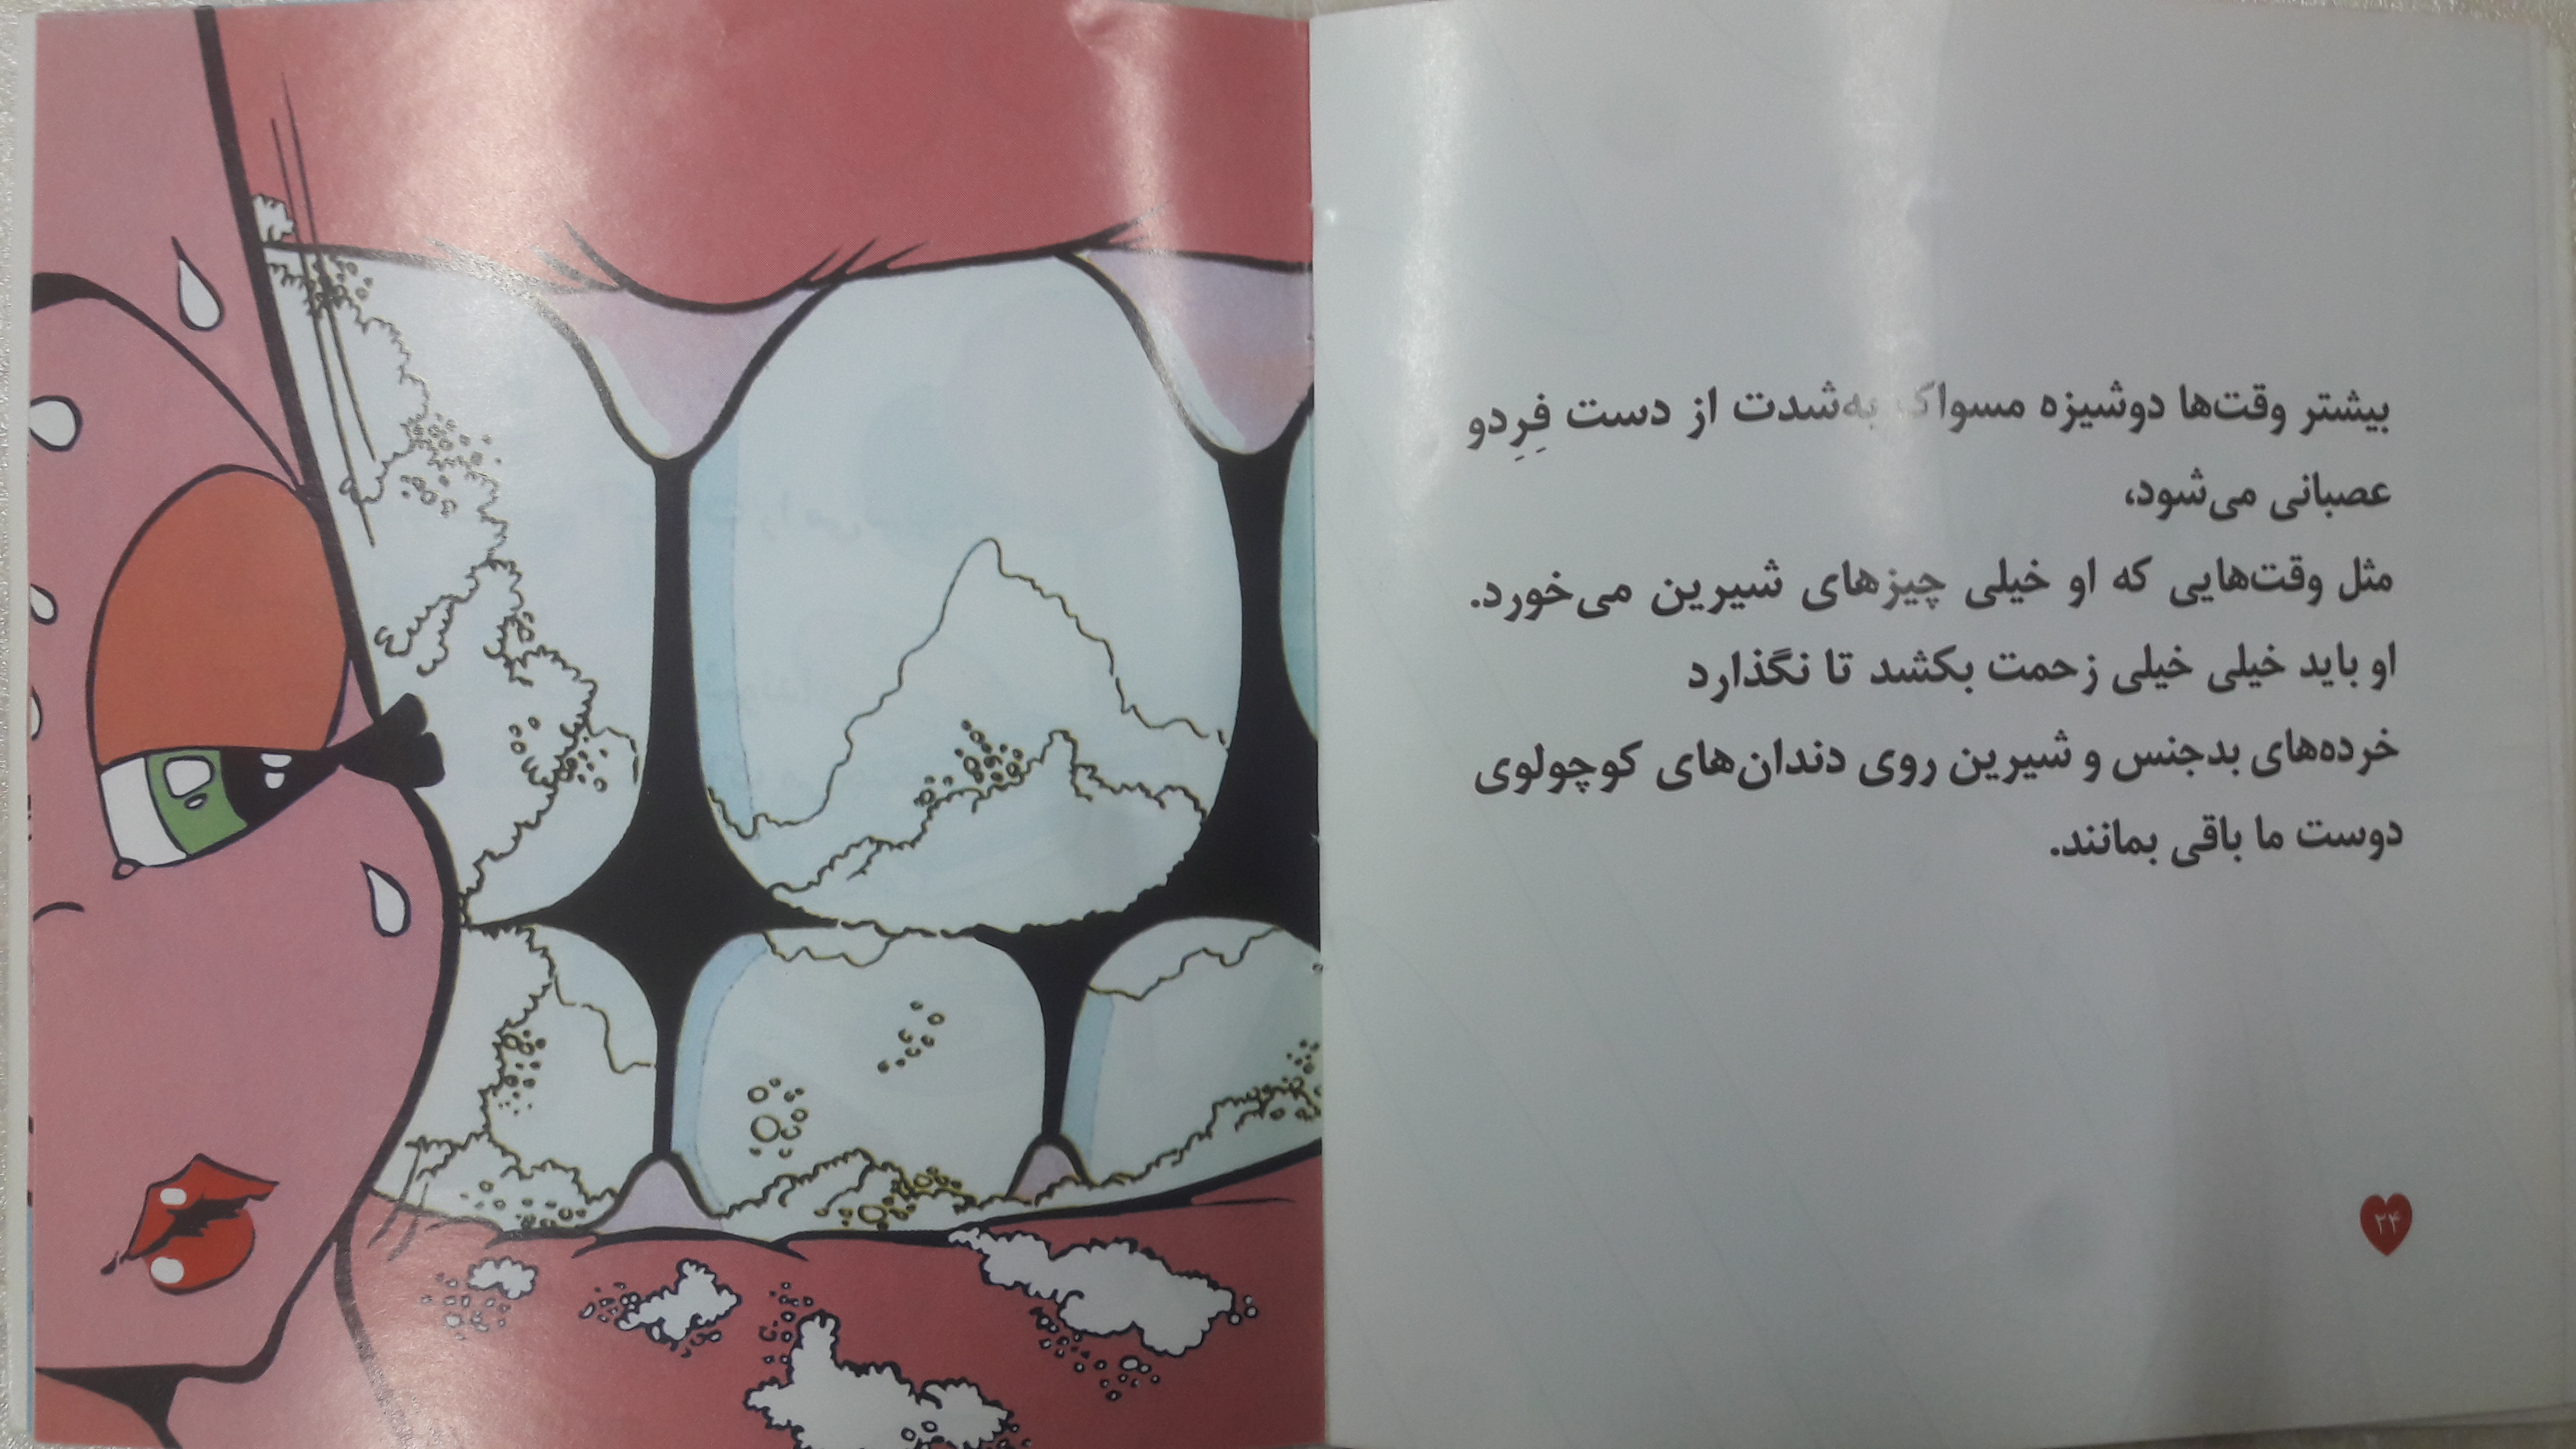 بیشتر وقت‌ها دوشیزه مسواک به‌شدت از دست فِرِدو
عصبانی می‌شود،
مثل وقت‌هایی که او خیلی چیزهای شیرین می‌خورد.
او باید خیلی خیلی زحمت بکشد تا نگذارد
خرده‌های بدجنس و شیرین روی دندان‌های کوچولوی
دوست ما باقی بمانند.
۲۴